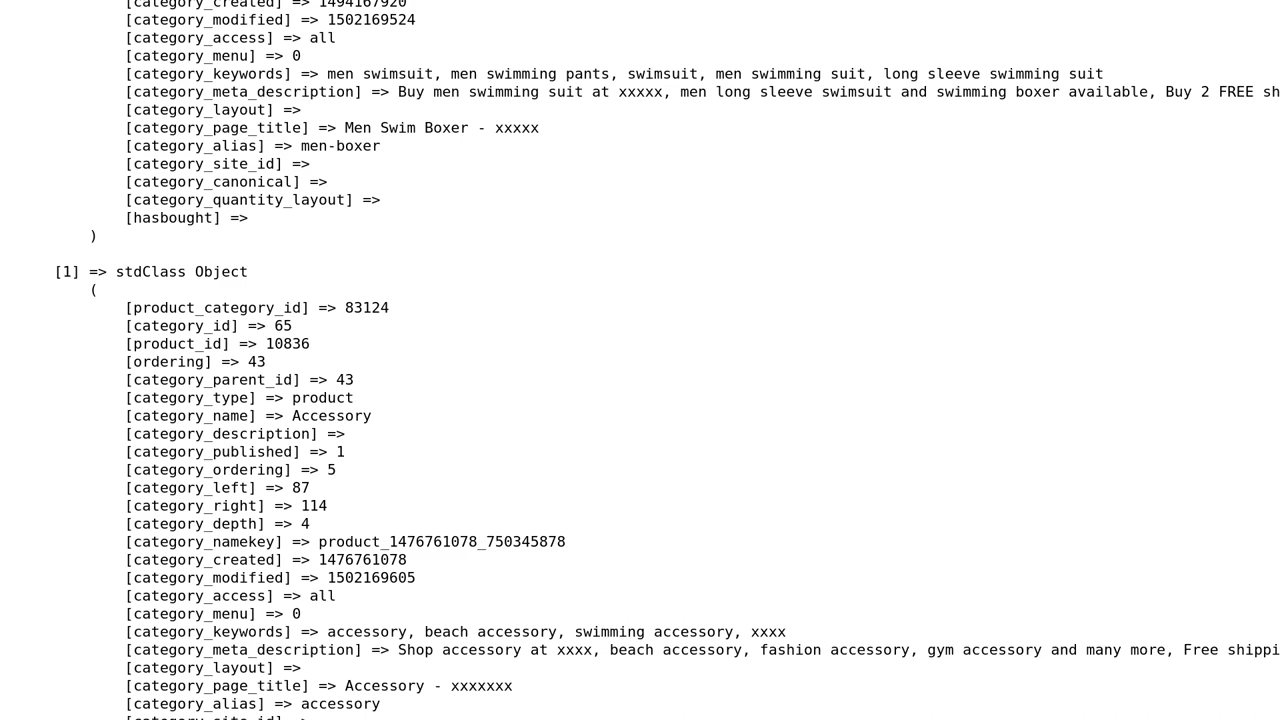 [category_created] => 1494167920
[category_modified] => 1502169524
[category_access] => all
[category_menu] => 0
[category_keywords] => men swimsuit, men swimming pants, swimsuit, men swimming suit, long sleeve swimming suit
[category_meta_description] => Buy men swimming suit at xxxxx, men long sleeve swimsuit and swimming boxer available, Buy 2 FREE sh
[category_layout] =>
[category_page_title] => Men Swim Boxer - xxxxx
[category_alias] => men-boxer
[category_site_id] =>
[category_canonical] =>
[category_quantity_layout] =>
[hasbought] =>
)
[1] => stdClass Object
(
[product_category_id] => 83124
[category_id] => 65
[product_id] => 10836
[ordering] => 43
[category_parent_id] => 43
[category_type] => product
[category_name] => Accessory
[category_description] =>
[category_published] => 1
[category_ordering] => 5
[category_left] => 87
[category_right] => 114
[category_depth] => 4
[category_namekey] => product_1476761078_750345878
[category_created] => 1476761078
[category_modified] => 1502169605
[category_access] => all
[category_menu] => 0
[category_keywords] => accessory, beach accessory, swimming accessory, xxxx
[category_meta_description] => Shop accessory at xxxx, beach accessory, fashion accessory, gym accessory and many more, Free shippi
[category_layout] =>
[category_page_title] => Accessory - xxxxxxx
[category_alias] => accessory
[category_site_id] =>